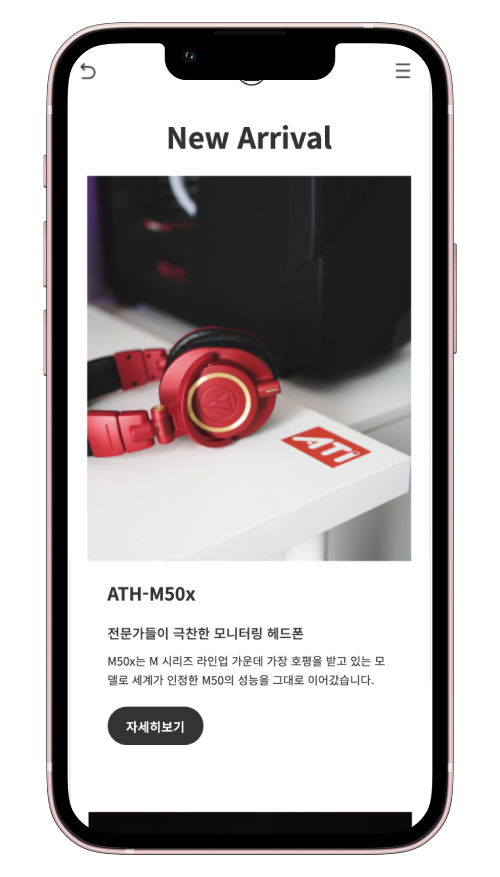 New Arrival
ATi
ATH-M50x
전문가들이 극찬한 모니터링 헤드폰
M50x는 M 시리즈 라인업 가운데 가장 호평을 받고 있는 모
델로 세계가 인정한 M50의 성능을 그대로 이어갔습니다.
자세히보기